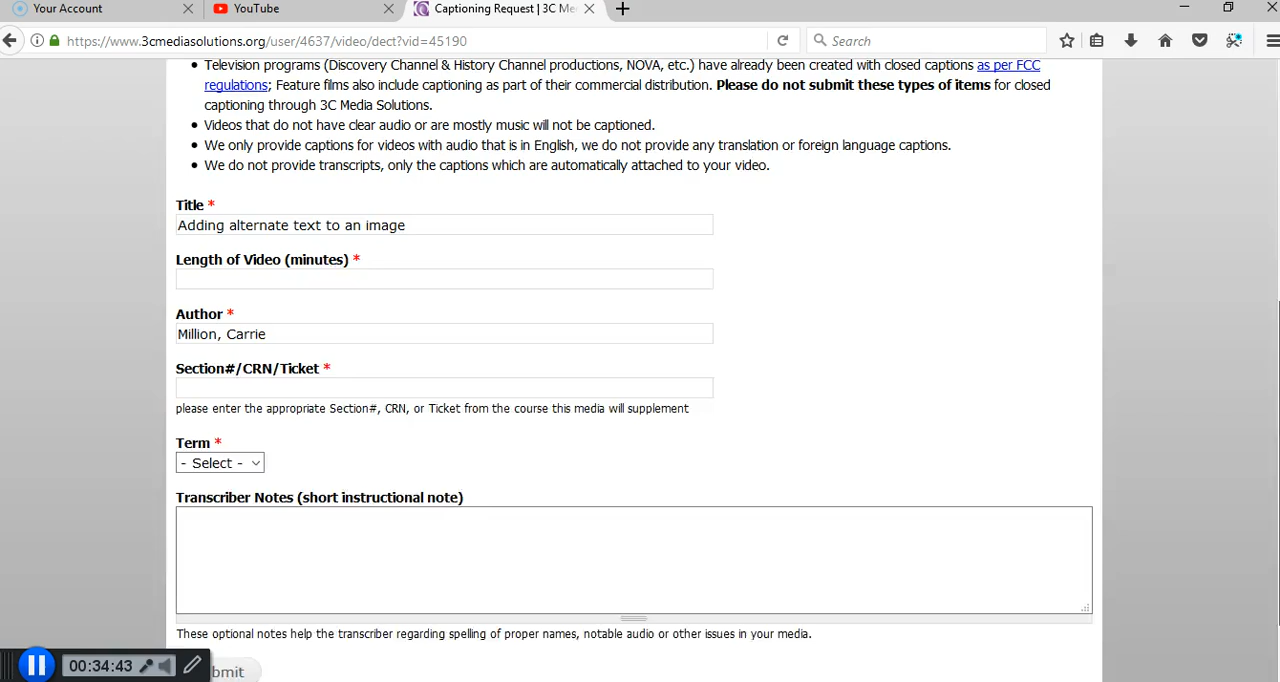 Your Account
YouTube
Captioning Request | 3C Me
https://www.3cmediasolutions.org/user/4637/video/dect?vid=45190
Search
Television programs (Discovery Channel & History Channel productions, NOVA, etc.) have already been created with closed captions as per FCC
regulations; Feature films also include captioning as part of their commercial distribution. Please do not submit these types of items for closed
captioning through 3C Media Solutions.
Videos that do not have clear audio or are mostly music will not be captioned.
We only provide captions for videos with audio that is in English, we do not provide any translation or foreign language captions.
We do not provide transcripts, only the captions which are automatically attached to your video.
Title *
Adding alternate text to an image
Length of Video (minutes) *
Author *
Million, Carrie
Section#/CRN/Ticket *
please enter the appropriate Section#, CRN, or Ticket from the course this media will supplement
Term *
- Select -
Transcriber Notes (short instructional note)
These optional notes help the transcriber regarding spelling of proper names, notable audio or other issues in your media.
00:34:43
bmit